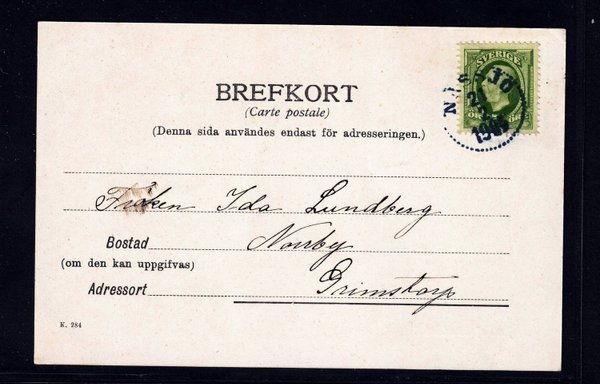 SVERIGE
BREFKORT
(Carte postale)
(Denna sida användes endast för adresseringen.)
Fröken Ida Lundberg
Bostad Norrby
(om den kan uppgifvas)
Adressort Grimstorp
K. 284